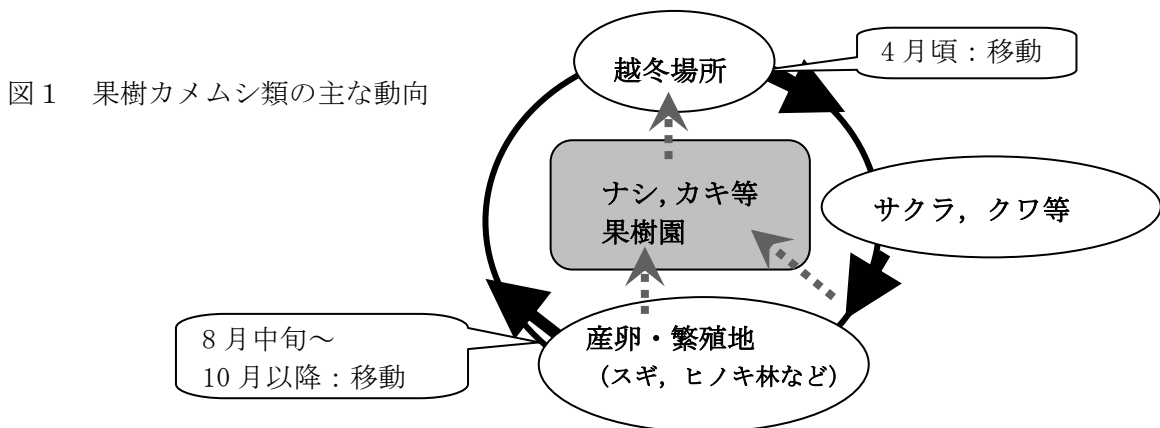 図１　果樹カメムシ類の主な動向
越冬場所
４月頃：移動
ナシ，カキ等
果樹園
サクラ，クワ等
８月中旬～
10 月以降：移動
産卵・繁殖地
（スギ，ヒノキ林など）